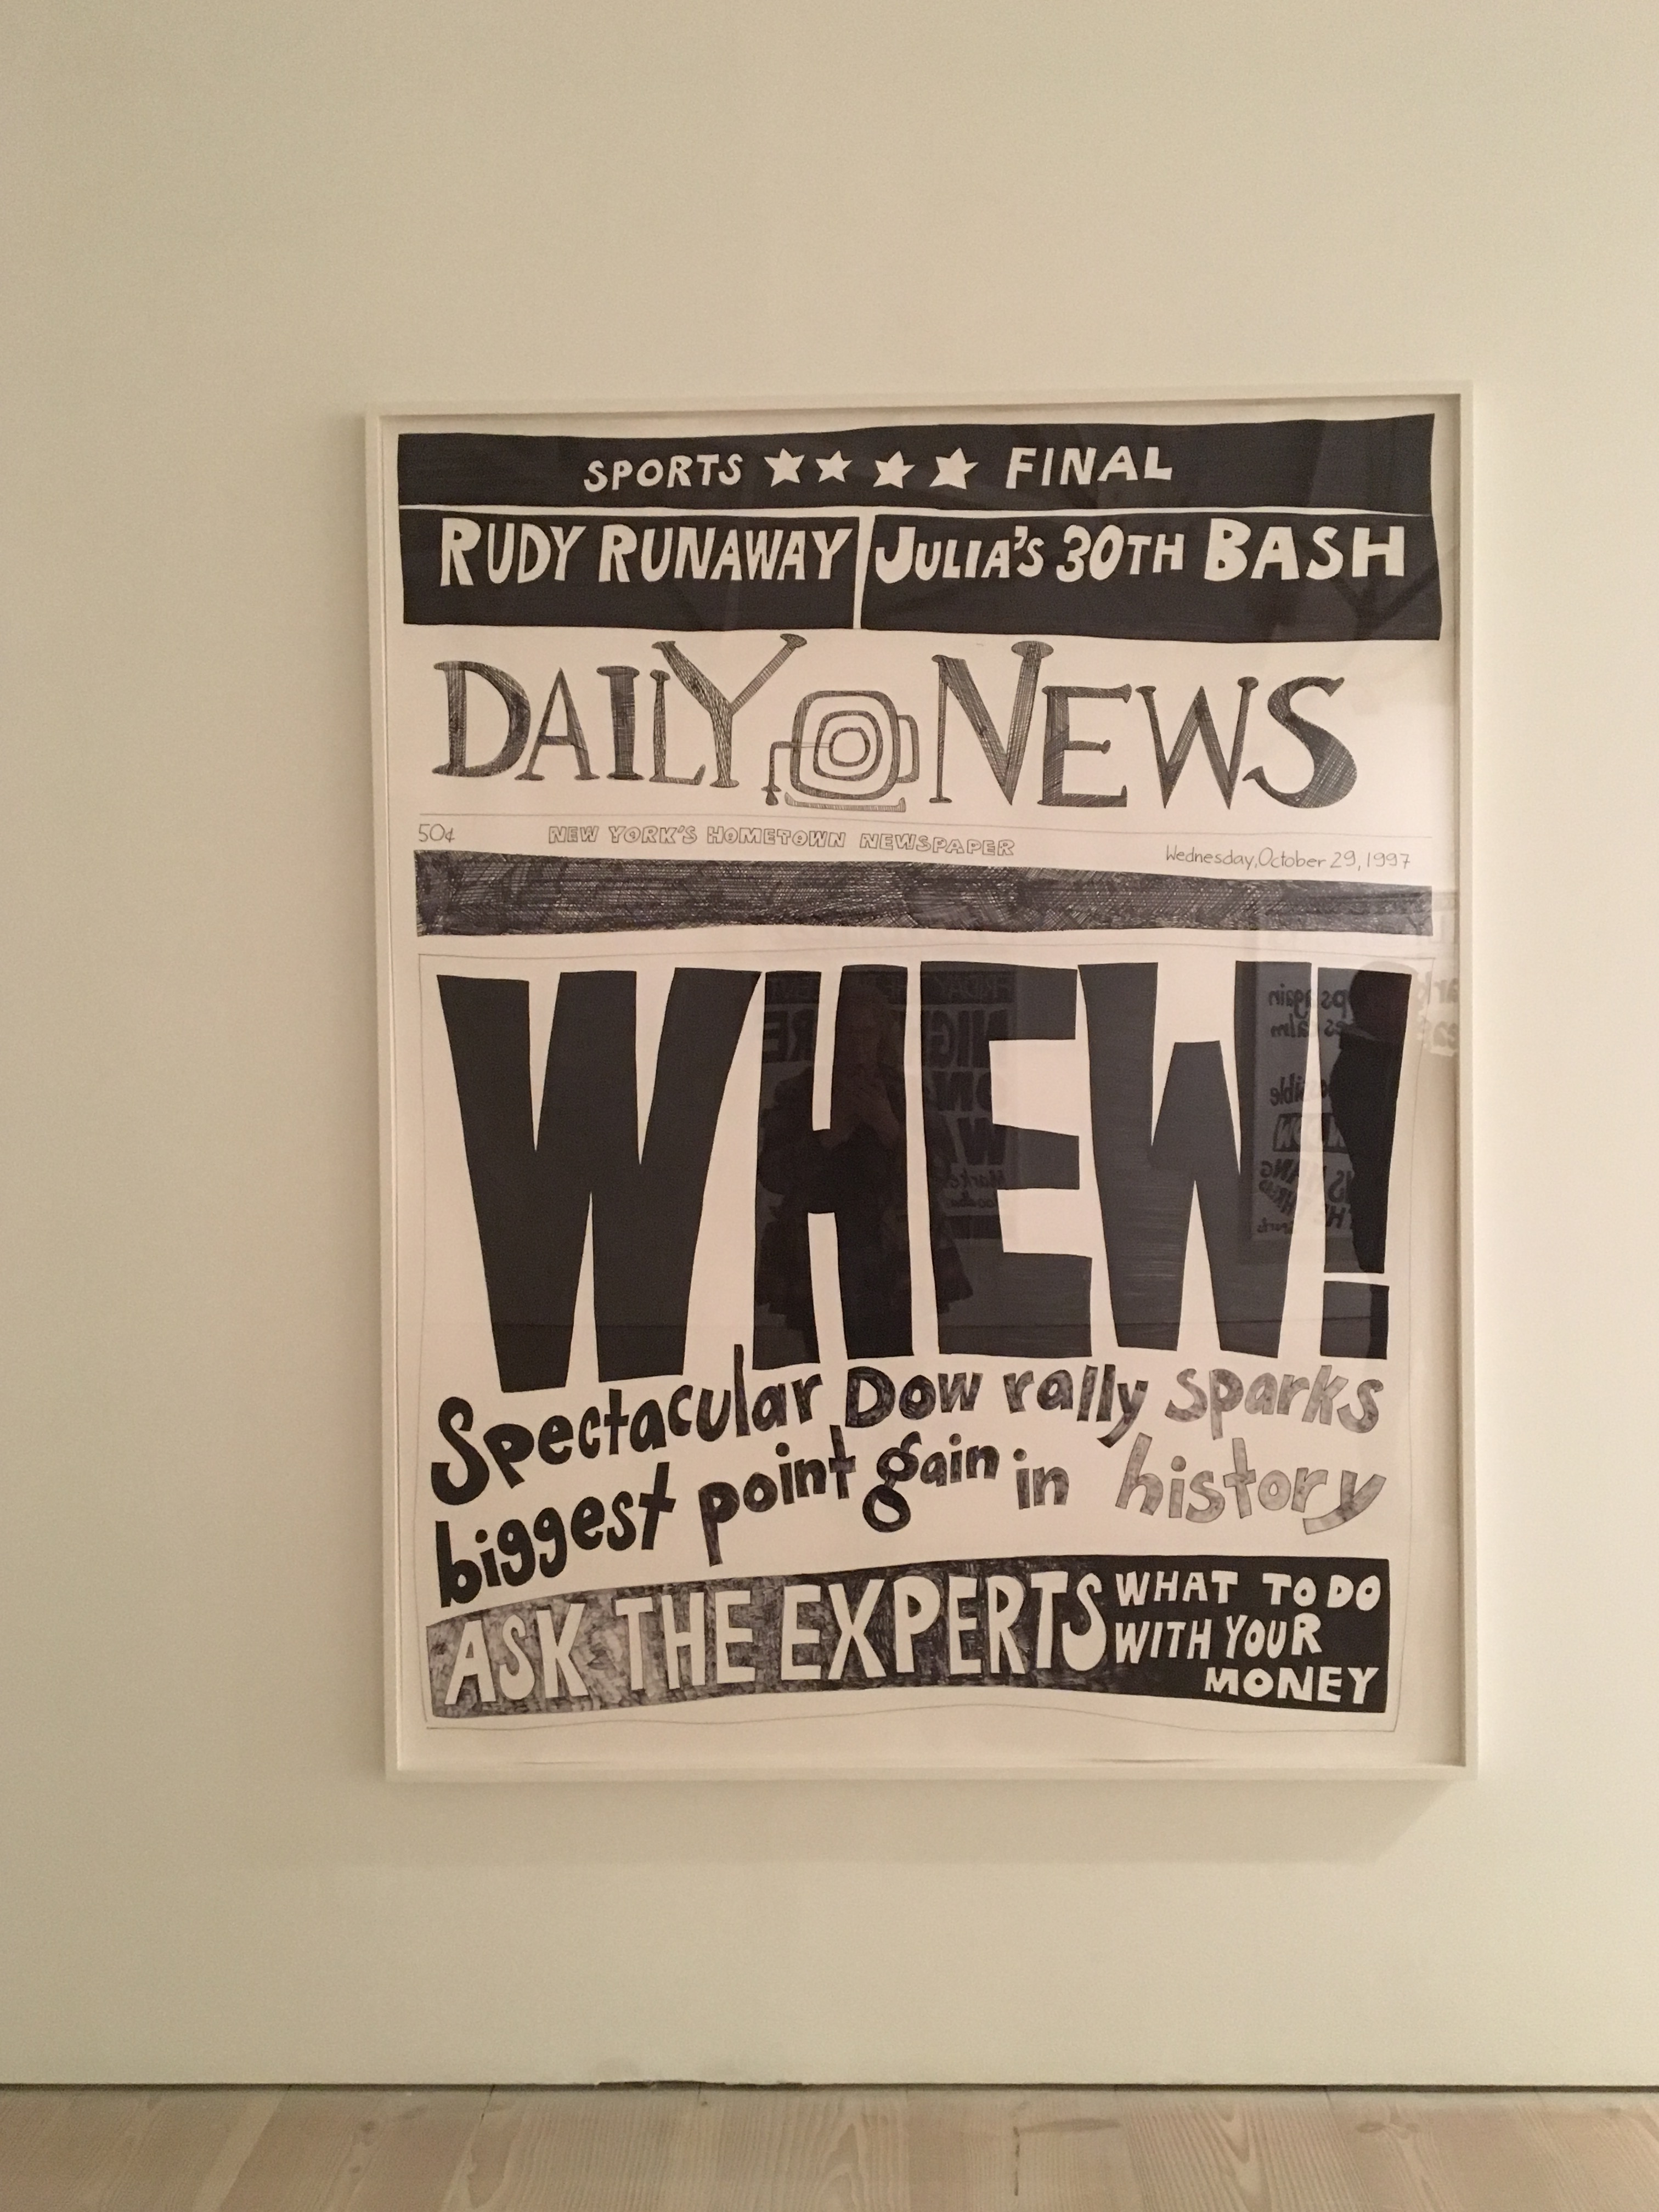 SPORTS ★★★★ FINAL
RUDY RUNAWAY
JULIA'S 30TH BASH
DAILY NEWS
50¢ NEW YORK'S HOMETOWN NEWSPAPER Wednesday, October 29, 1997
WHEW!
Spectacular Dow rally sparks
biggest point gain in history
ASK THE EXPERTS
WHAT TO DO
WITH YOUR
MONEY